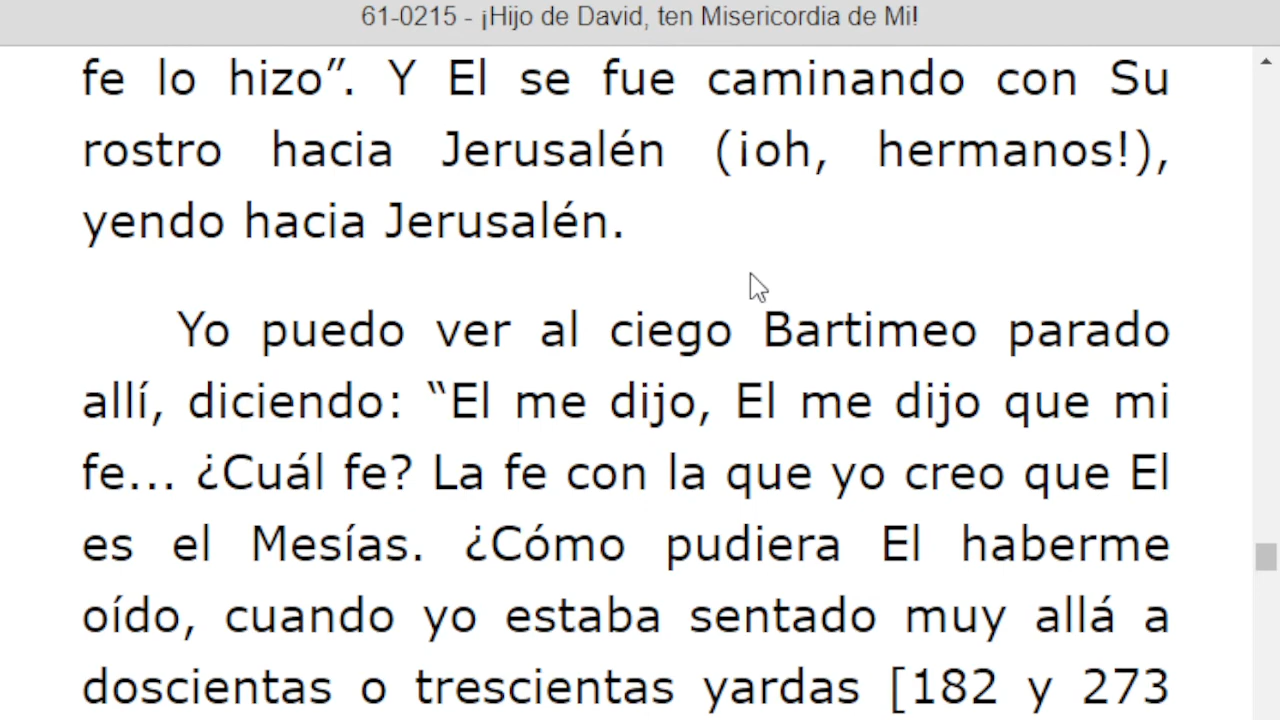 61-0215 - ¡Hijo de David, ten Misericordia de Mi!
fe lo hizo”. Y El se fue caminando con Su
rostro hacia Jerusalén (¡oh, hermanos!),
yendo hacia Jerusalén.
Yo puedo ver al ciego Bartimeo parado
allí, diciendo: “El me dijo, El me dijo que mi
fe... ¿Cuál fe? La fe con la que yo creo que El
es el Mesías. ¿Cómo pudiera El haberme
oído, cuando yo estaba sentado muy allá a
doscientas o trescientas yardas [182 y 273